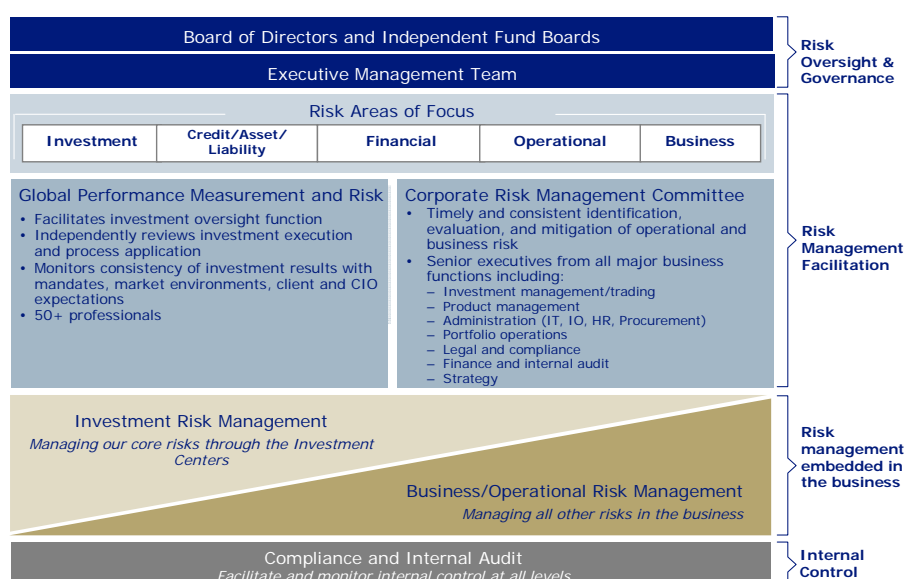 Board of Directors and Independent Fund Boards
Executive Management Team
Risk
Oversight &
Governance
Risk Areas of Focus
Investment
Credit/Asset/
Liability
Financial
Operational
Business
Global Performance Measurement and Risk
• Facilitates investment oversight function
• Independently reviews investment execution
and process application
• Monitors consistency of investment results with
mandates, market environments, client and CIO
expectations
• 50+ professionals
Corporate Risk Management Committee
• Timely and consistent identification,
evaluation, and mitigation of operational and
business risk
• Senior executives from all major business
functions including:
– Investment management/trading
– Product management
– Administration (IT, IO, HR, Procurement)
– Portfolio operations
– Legal and compliance
– Finance and internal audit
– Strategy
Risk
Management
Facilitation
Investment Risk Management
Managing our core risks through the Investment
Centers
Business/Operational Risk Management
Managing all other risks in the business
Risk
management
embedded in
the business
Compliance and Internal Audit
Facilitate and monitor internal control at all levels
Internal
Control